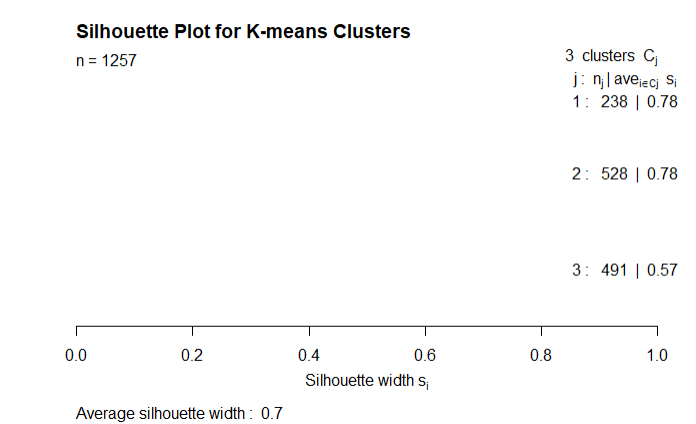 Silhouette Plot for K-means Clusters
n = 1257
3 clusters Cj
j : nj | avei∈Cj si
1 : 238 | 0.78
2 : 528 | 0.78
3 : 491 | 0.57
0.0 0.2 0.4 0.6 0.8 1.0
Silhouette width si
Average silhouette width : 0.7